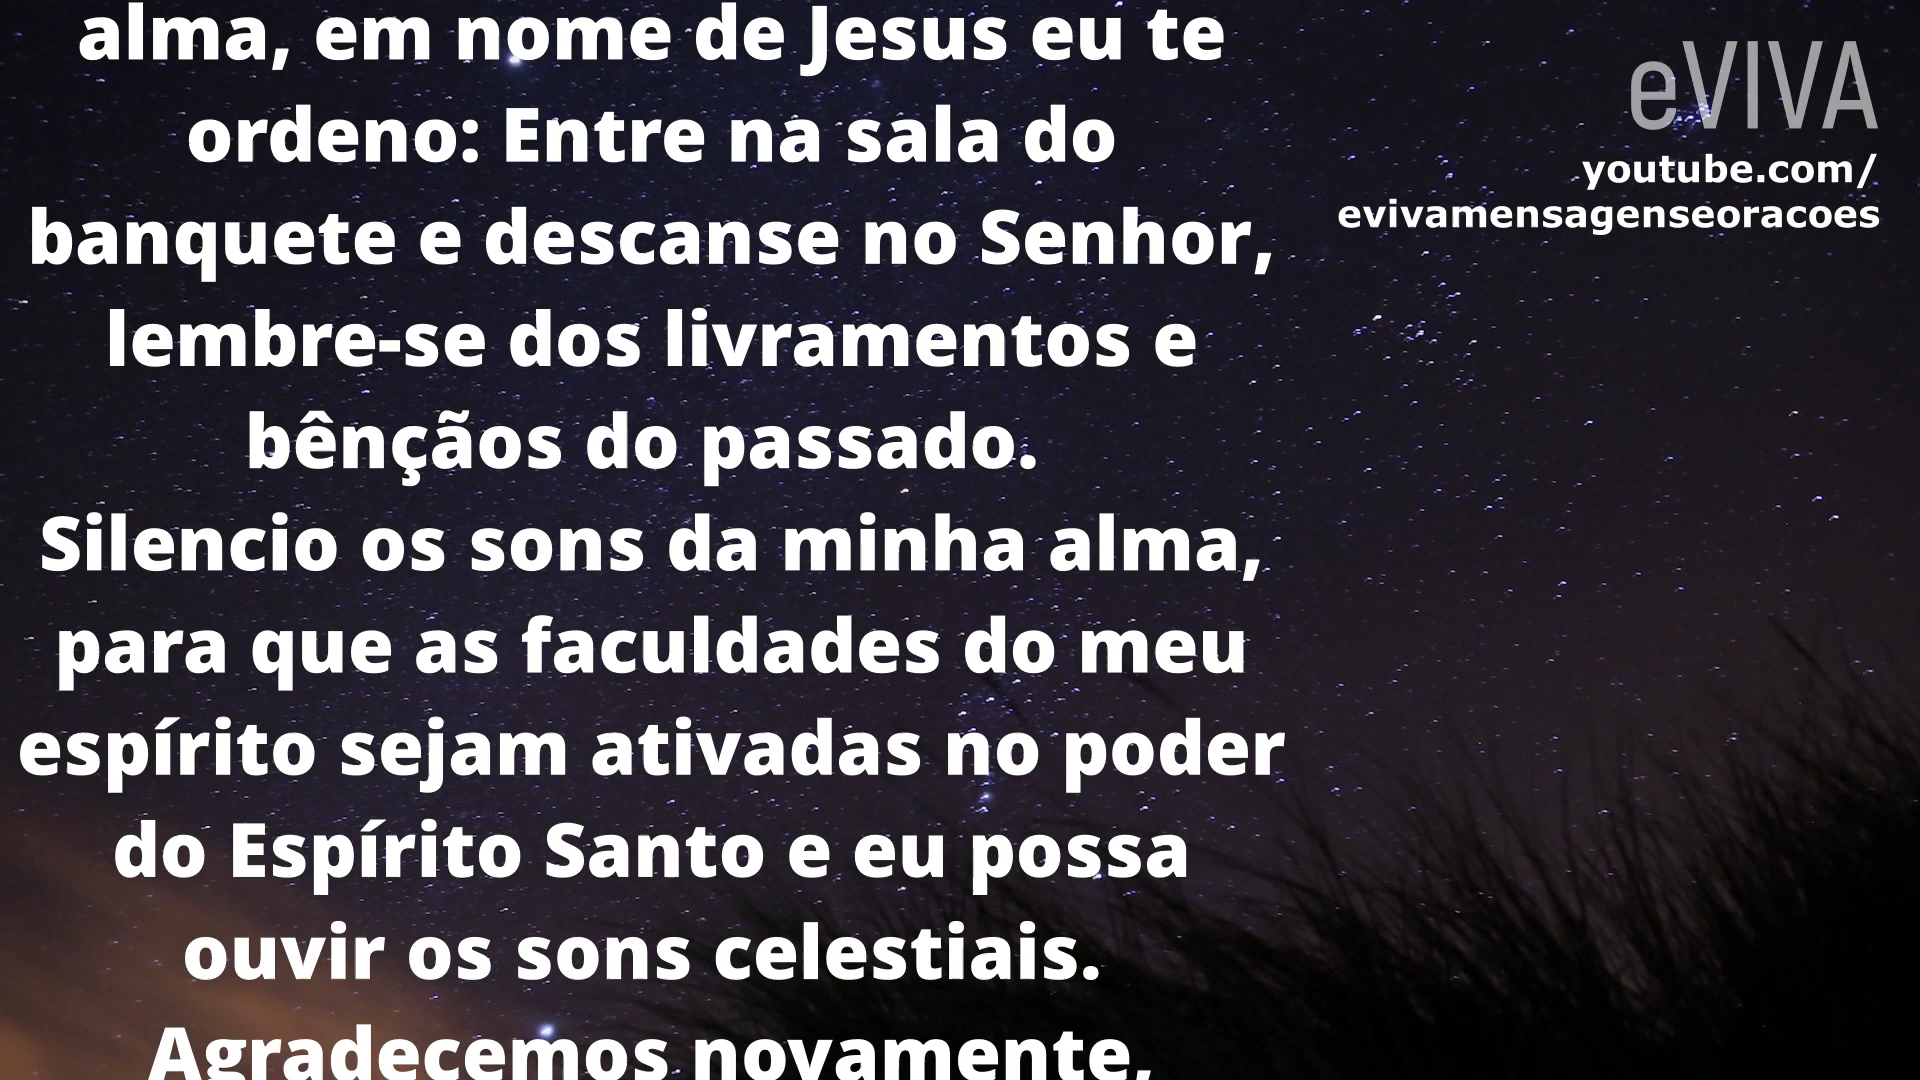 alma, em nome de Jesus eu te
ordeno: Entre na sala do
banquete e descanse no Senhor,
lembre-se dos livramentos e
bênçãos do passado.
Silencio os sons da minha alma,
para que as faculdades do meu
espírito sejam ativadas no poder
do Espírito Santo e eu possa
ouvir os sons celestiais.
Agradecemos novamente,
eVIVA
youtube.com/
evivamensagenseoracoes